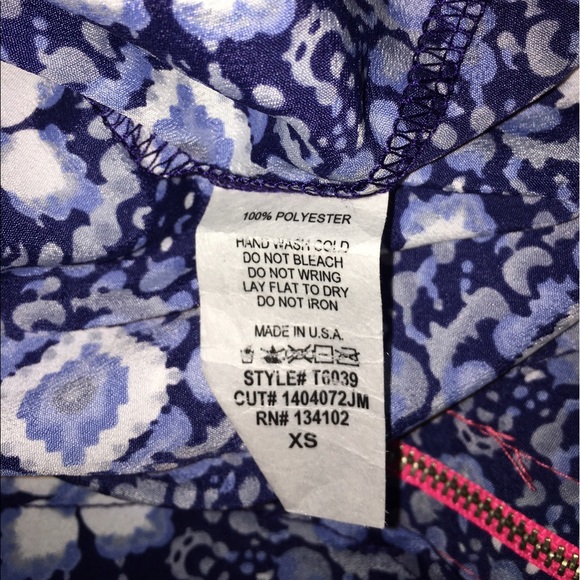 100% POLYESTER
HAND WASH COLD
DO NOT BLEACH
DO NOT WRING
LAY FLAT TO DRY
DO NOT IRON
MADE IN U.S.A.
STYLE# T6039
CUT# 1404072JM
RN# 134102
XS